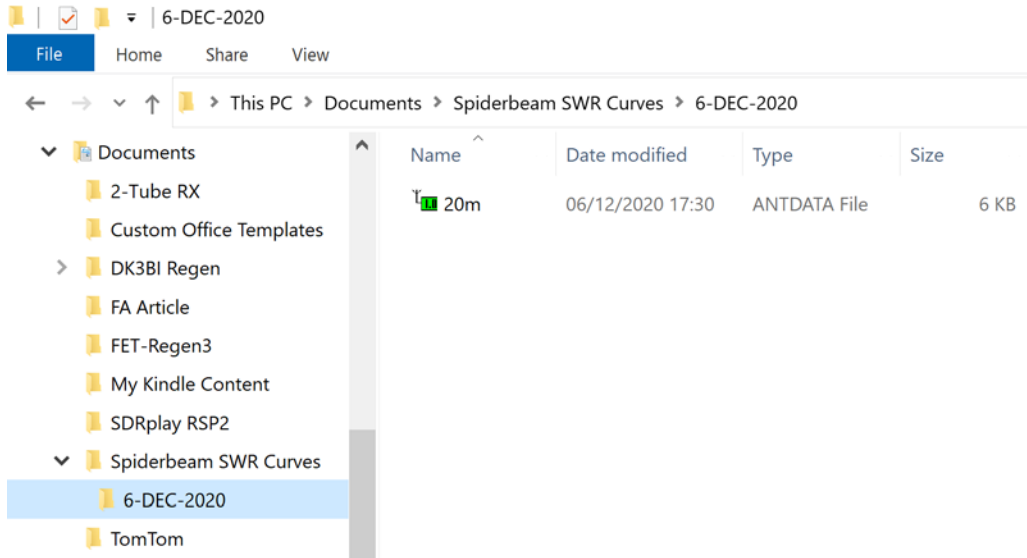 6-DEC-2020
File Home Share View
This PC > Documents > Spiderbeam SWR Curves > 6-DEC-2020
Documents
2-Tube RX
Custom Office Templates
DK3BI Regen
FA Article
FET-Regen3
My Kindle Content
SDRplay RSP2
Spiderbeam SWR Curves
6-DEC-2020
TomTom
Name Date modified Type Size
20m 06/12/2020 17:30 ANTDATA File 6 KB